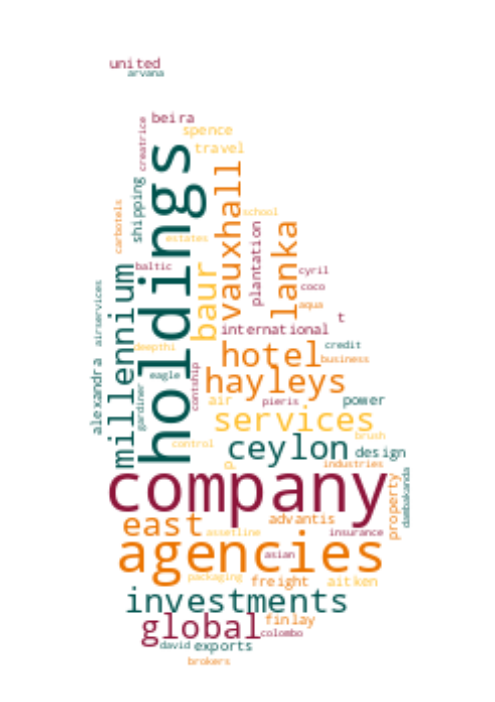 united
arvana
beira
creatrice
spence
travel
holdings
vauxhall
shipping
carbotels
school
estates
lanka
plantation
baltic
baur
millennium
cyril
coco
aqua
airservices
t
international
deepthi
hotel
credit
business
alexandra
gardiner
eagle
contship
hayleys
air
pieris
power
services
control
p
ceylon
brush
design
industries
company
property
dambakanda
east
advantis
assetline
insurance
agencies
asian
packaging
freight
aitken
investments
global
finlay
colombo
david
exports
brokers